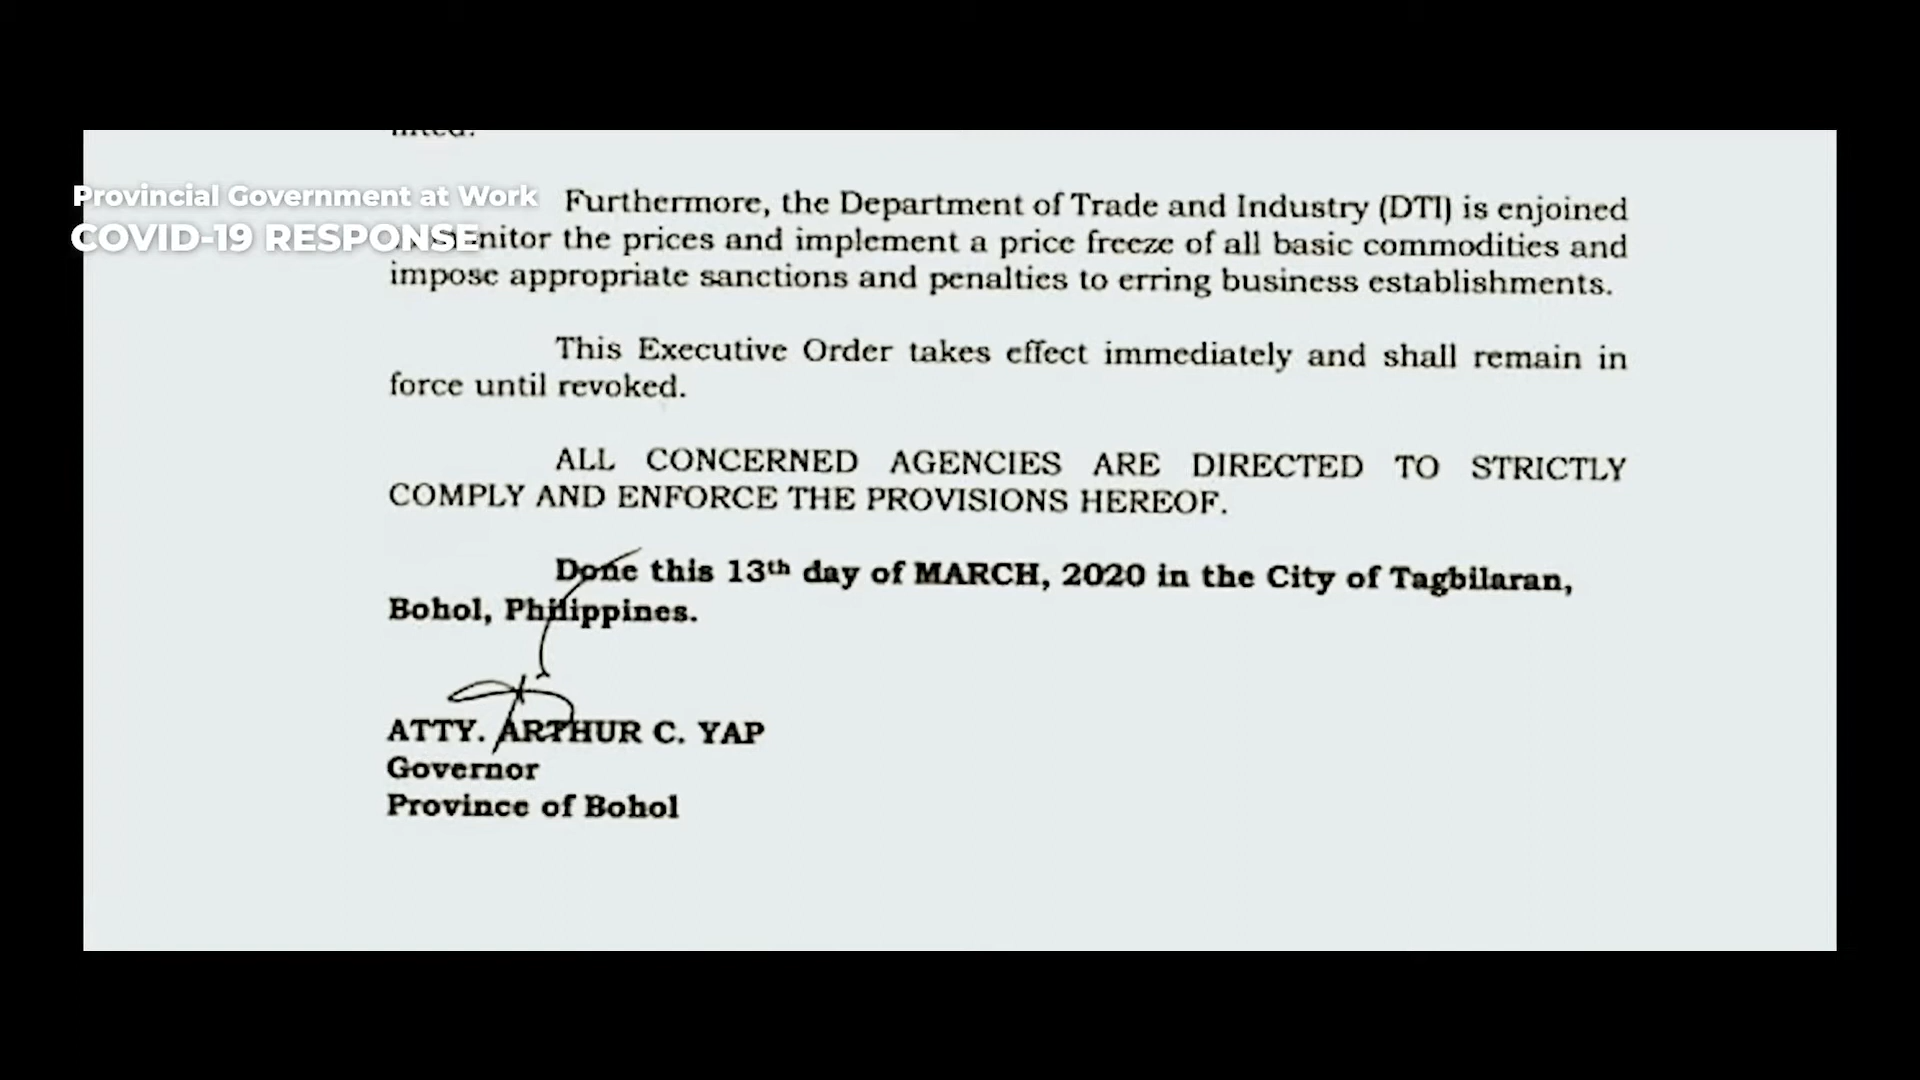 Provincial Government at Work
COVID-19 RESPONSE
Furthermore, the Department of Trade and Industry (DTI) is enjoined
the prices and implement a price freeze of all basic commodities and
impose appropriate sanctions and penalties to erring business establishments.
This Executive Order takes effect immediately and shall remain in
force until revoked.
ALL CONCERNED AGENCIES ARE DIRECTED TO STRICTLY
COMPLY AND ENFORCE THE PROVISIONS HEREOF.
Done this 13th day of MARCH, 2020 in the City of Tagbilaran,
Bohol, Philippines.
ATTY. ARTHUR C. YAP
Governor
Province of Bohol